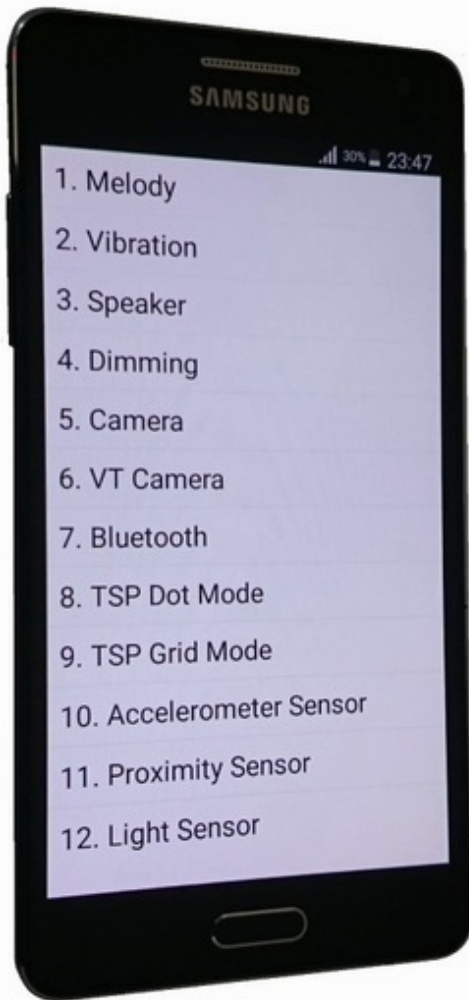 SAMSUNG
30% 23:47
1. Melody
2. Vibration
3. Speaker
4. Dimming
5. Camera
6. VT Camera
7. Bluetooth
8. TSP Dot Mode
9. TSP Grid Mode
10. Accelerometer Sensor
11. Proximity Sensor
12. Light Sensor